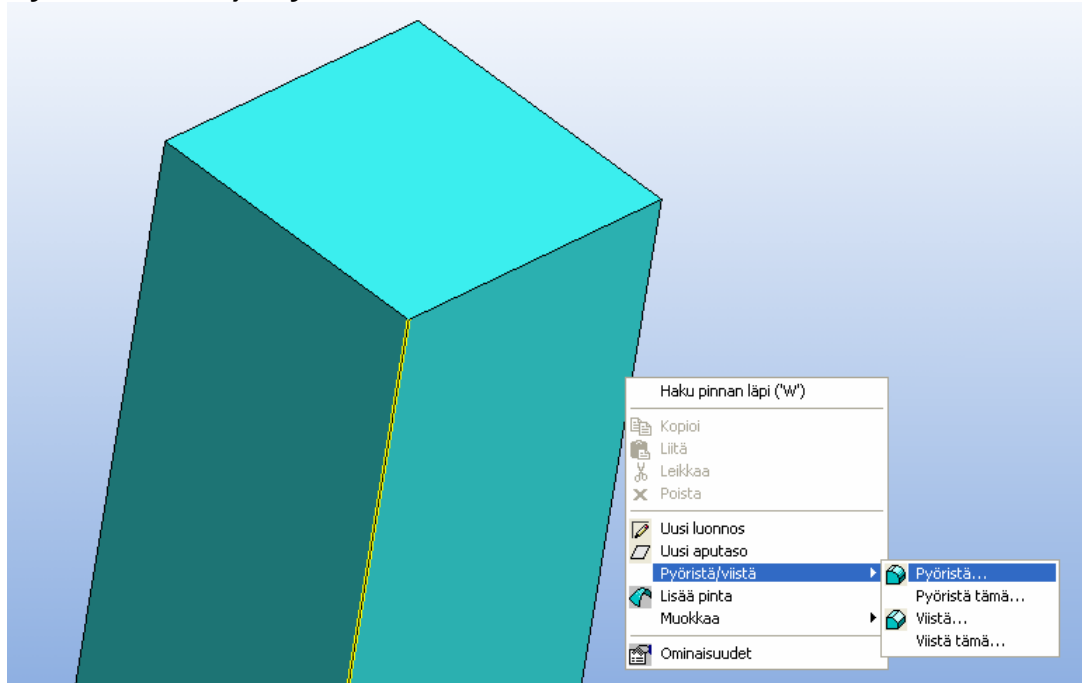 Haku pinnan läpi ('W')
Kopioi
Liitä
Leikkaa
Poista
Uusi luonnos
Uusi aputaso
Pyöristä/viistä
Lisää pinta
Muokkaa
Ominaisuudet
Pyöristä...
Pyöristä tämä...
Viistä...
Viistä tämä...